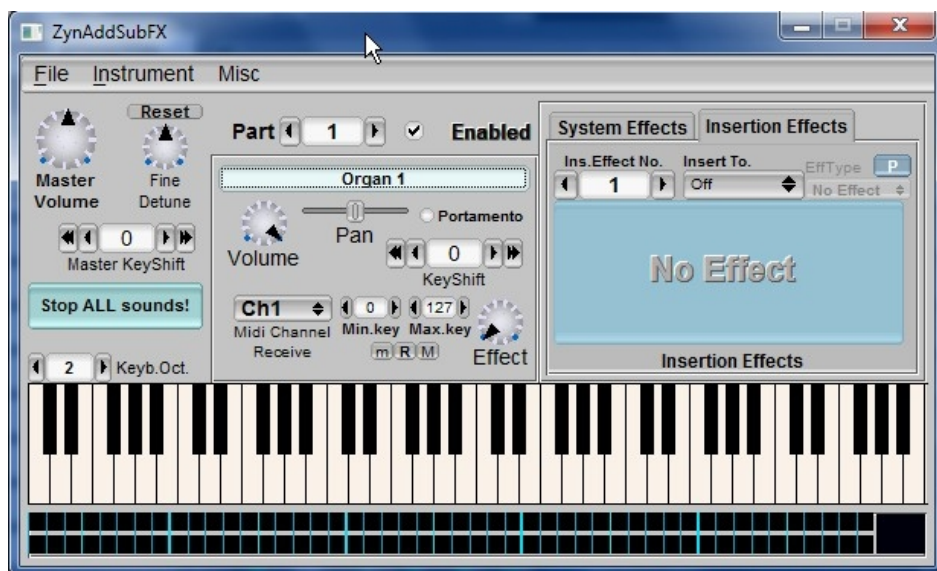 ZynAddSubFX
File Instrument Misc
Reset
Master Volume
Fine Detune
0
Master KeyShift
Stop ALL sounds!
2 Keyb.Oct.
Part 1 Enabled
Organ 1
Volume
Pan
Portamento
0
KeyShift
Ch1
Midi Channel
Receive
0 127
Min.key Max.key
m R M
Effect
System Effects Insertion Effects
Ins.Effect No. Insert To. EffType P
1 Off No Effect
No Effect
Insertion Effects